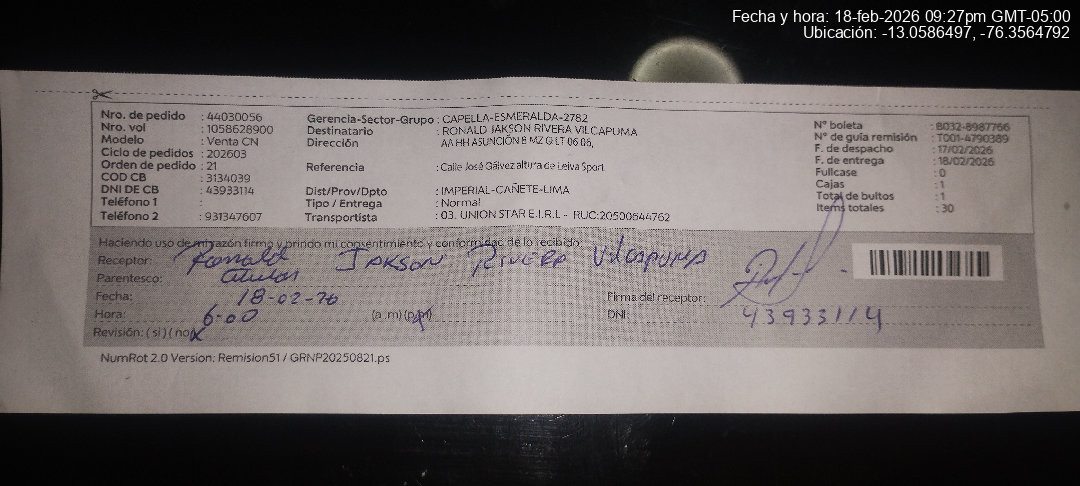 Fecha y hora: 18-feb-2026 09:27pm GMT-05:00
Ubicación: -13.0586497, -76.3564792
Nro. de pedido : 44030056
Nro. vol : 1058628900
Modelo : Venta CN
Ciclo de pedidos : 202603
Orden de pedido : 21
COD CB : 3134039
DNI DE CB : 43933114
Teléfono 1 :
Teléfono 2 : 931347607
Gerencia-Sector-Grupo : CAPELLA-ESMERALDA-2782
Destinatario : RONALD JAKSON RIVERA VILCAPUMA
Dirección : AA HH ASUNCIÓN 8 MZ G LT 06 06,
Referencia : Calle José Gálvez altura de Leiva Sport
Dist/Prov/Dpto : IMPERIAL-CAÑETE-LIMA
Tipo / Entrega : Normal
Transportista : 03. UNION STAR E.I.R.L - RUC:20500644762
N° boleta : B032-8987766
N° de guía remisión : T001-4790389
F. de despacho : 17/02/2026
F. de entrega : 18/02/2026
Fullcase : 0
Cajas : 1
Total de bultos : 1
Items totales : 30
Haciendo uso de mi razón firmo y brindo mi consentimiento y conformidad de lo recibido:
Receptor: Ronald JAKSON RIVERA VILCAPUMA
Parentesco: titular
Fecha: 18-02-26
Hora: 6-00 (a.m) (p.m)
Revisión: (si) (no)
Firma del receptor:
DNI: 43933114
NumRot 2.0 Version: Remision51 / GRNP20250821.ps